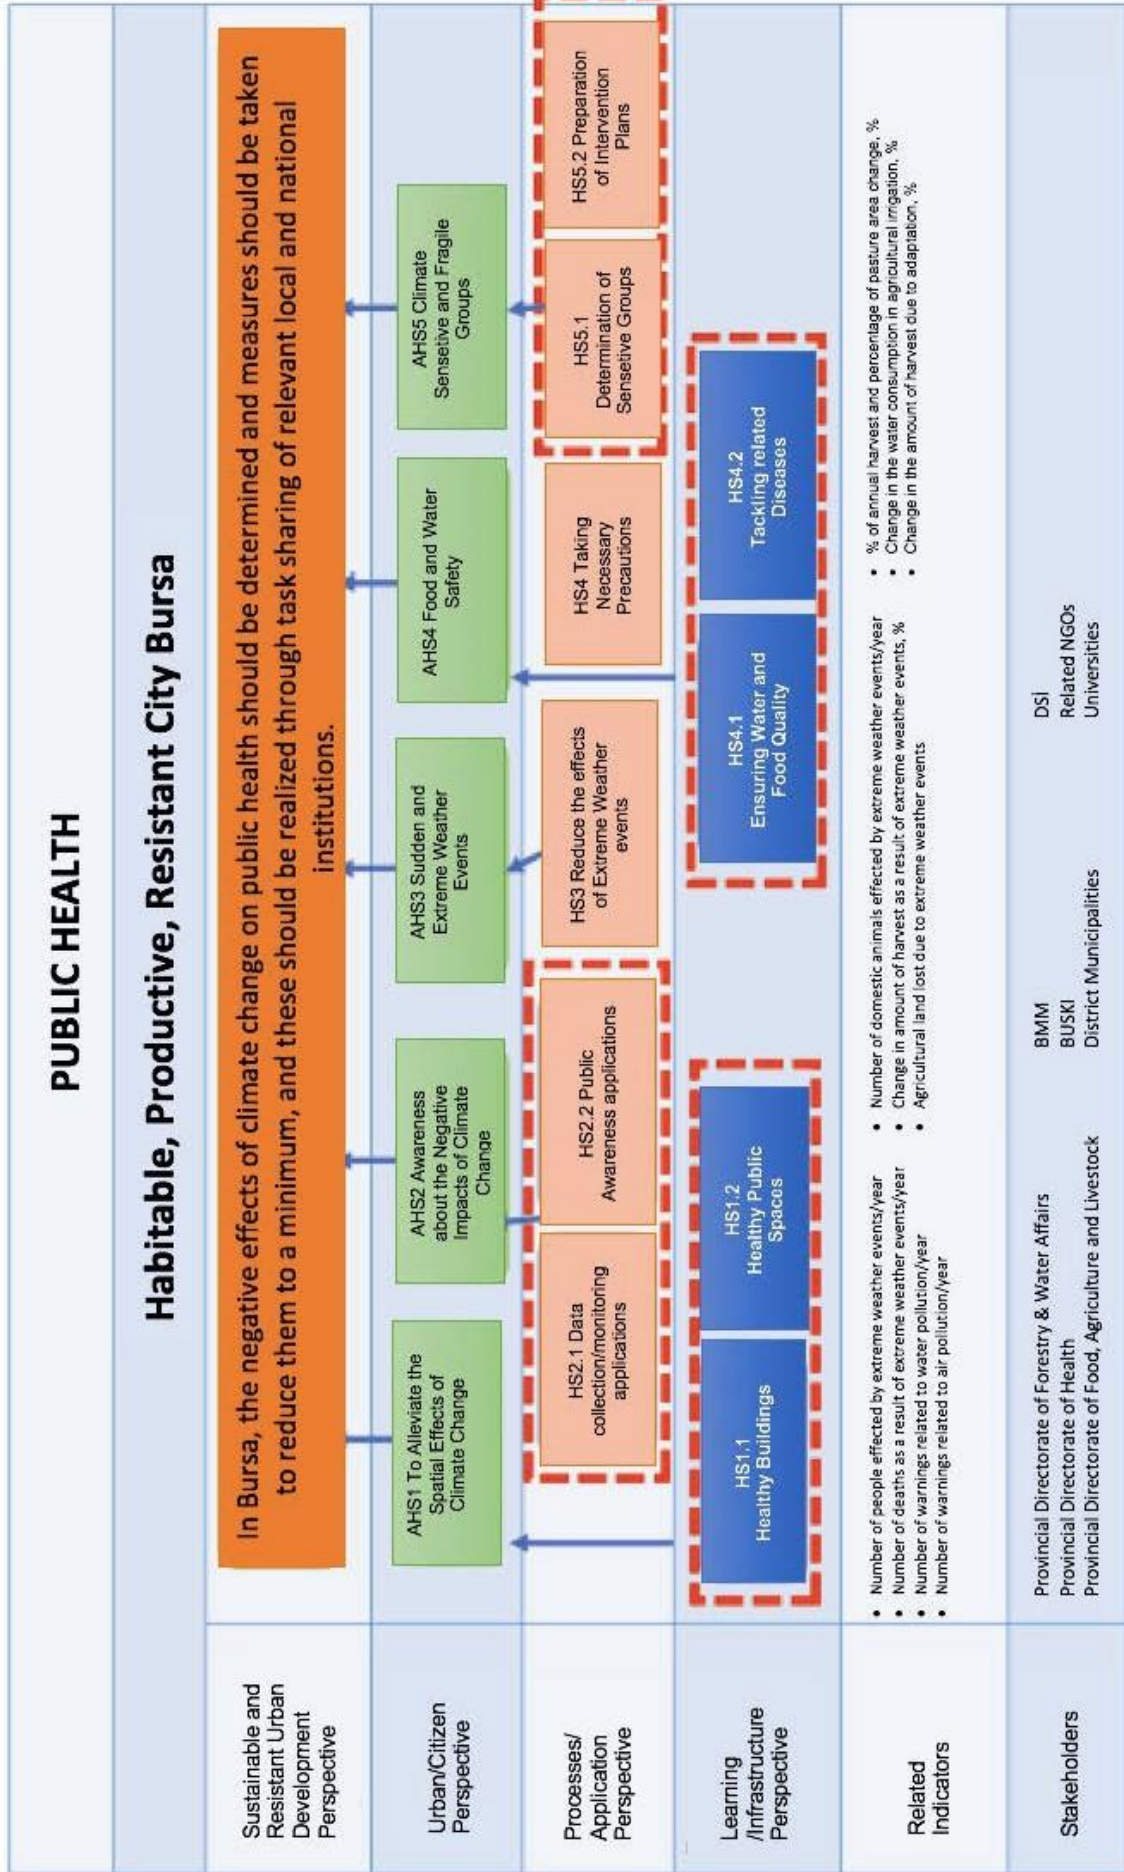 PUBLIC HEALTH
Habitable, Productive, Resistant City Bursa
Sustainable and
Resistant Urban
Development
Perspective
In Bursa, the negative effects of climate change on public health should be determined and measures should be taken
to reduce them to a minimum, and these should be realized through task sharing of relevant local and national
institutions.
Urban/Citizen
Perspective
AHS1 To Alleviate the
Spatial Effects of
Climate Change
AHS2 Awareness
about the Negative
Impacts of Climate
Change
AHS3 Sudden and
Extreme Weather
Events
AHS4 Food and Water
Safety
AHS5 Climate
Sensetive and Fragile
Groups
Processes/
Application
Perspective
HS2.1 Data
collection/monitoring
applications
HS2.2 Public
Awareness applications
HS3 Reduce the effects
of Extreme Weather
events
HS4 Taking
Necessary
Precautions
HS5.1
Determination of
Sensetive Groups
HS5.2 Preparation
of Intervention
Plans
Learning
/Infrastructure
Perspective
HS1.1
Healthy Buildings
HS1.2
Healthy Public
Spaces
HS4.1
Ensuring Water and
Food Quality
HS4.2
Tackling related
Diseases
Related
Indicators
• Number of people effected by extreme weather events/year
• Number of deaths as a result of extreme weather events/year
• Number of warnings related to water pollution/year
• Number of warnings related to air pollution/year
• Number of domestic animals effected by extreme weather events/year
• Change in amount of harvest as a result of extreme weather events, %
• Agricultural land lost due to extreme weather events
• % of annual harvest and percentage of pasture area change, %
• Change in the water consumption in agricultural irrigation, %
• Change in the amount of harvest due to adaptation, %
Stakeholders
Provincial Directorate of Forestry & Water Affairs
Provincial Directorate of Health
Provincial Directorate of Food, Agriculture and Livestock
BMM
BUSKI
District Municipalities
DSİ
Related NGOs
Universities